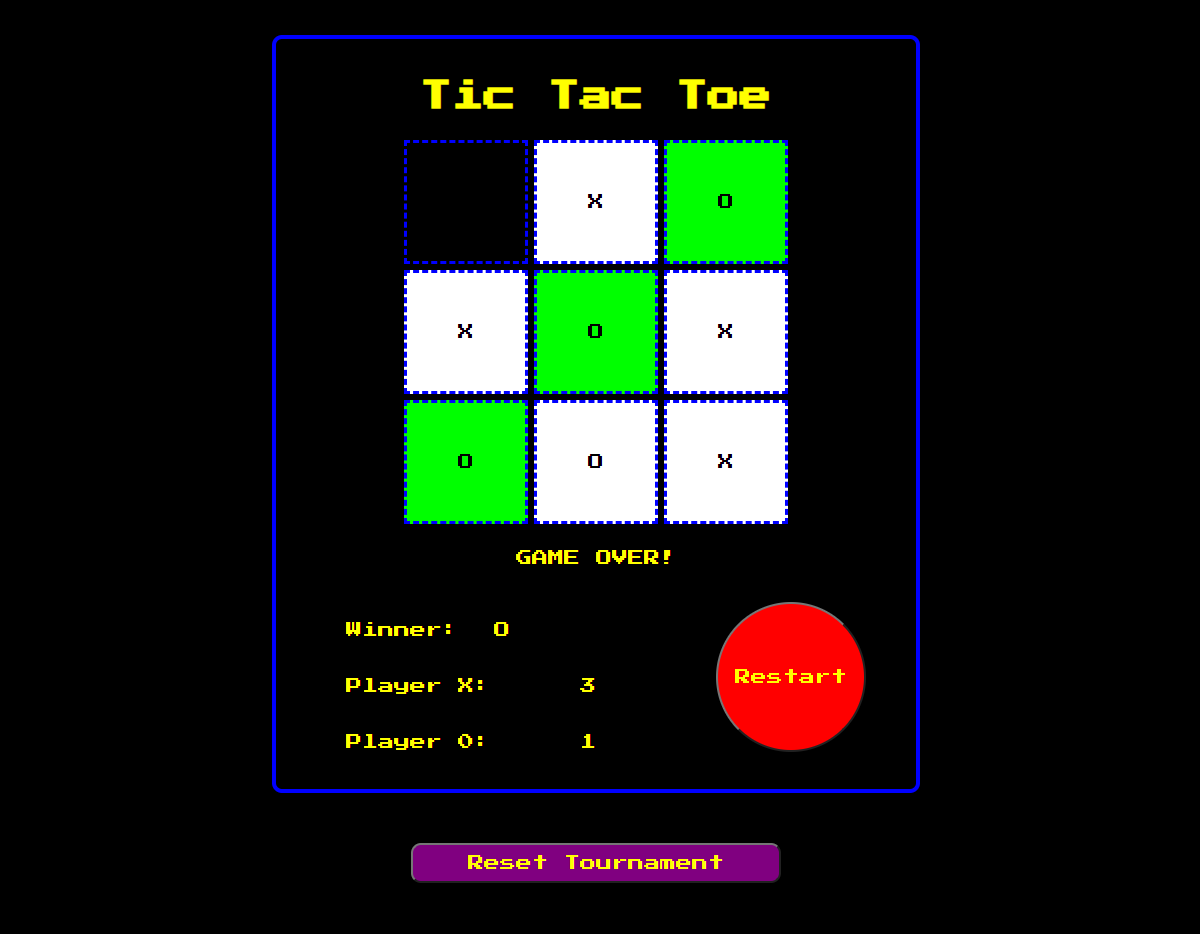 Tic Tac Toe
X O
X O X
O O X
GAME OVER!
Winner: O
Player X: 3
Player O: 1
Restart
Reset Tournament